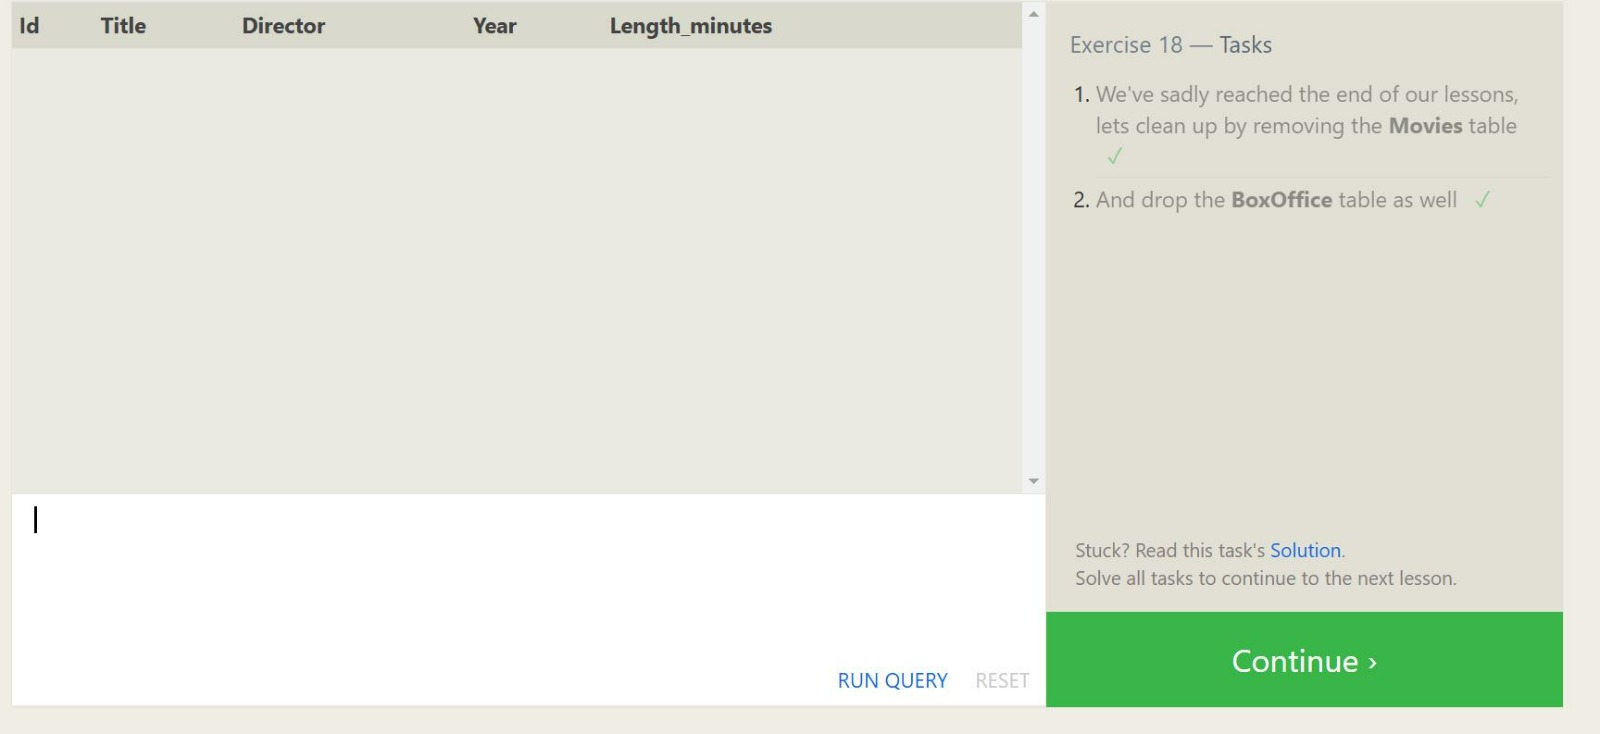 Id Title Director Year Length_minutes
Exercise 18 — Tasks
1. We've sadly reached the end of our lessons,
lets clean up by removing the Movies table
✓
2. And drop the BoxOffice table as well ✓
Stuck? Read this task's Solution.
Solve all tasks to continue to the next lesson.
RUN QUERY RESET
Continue ›